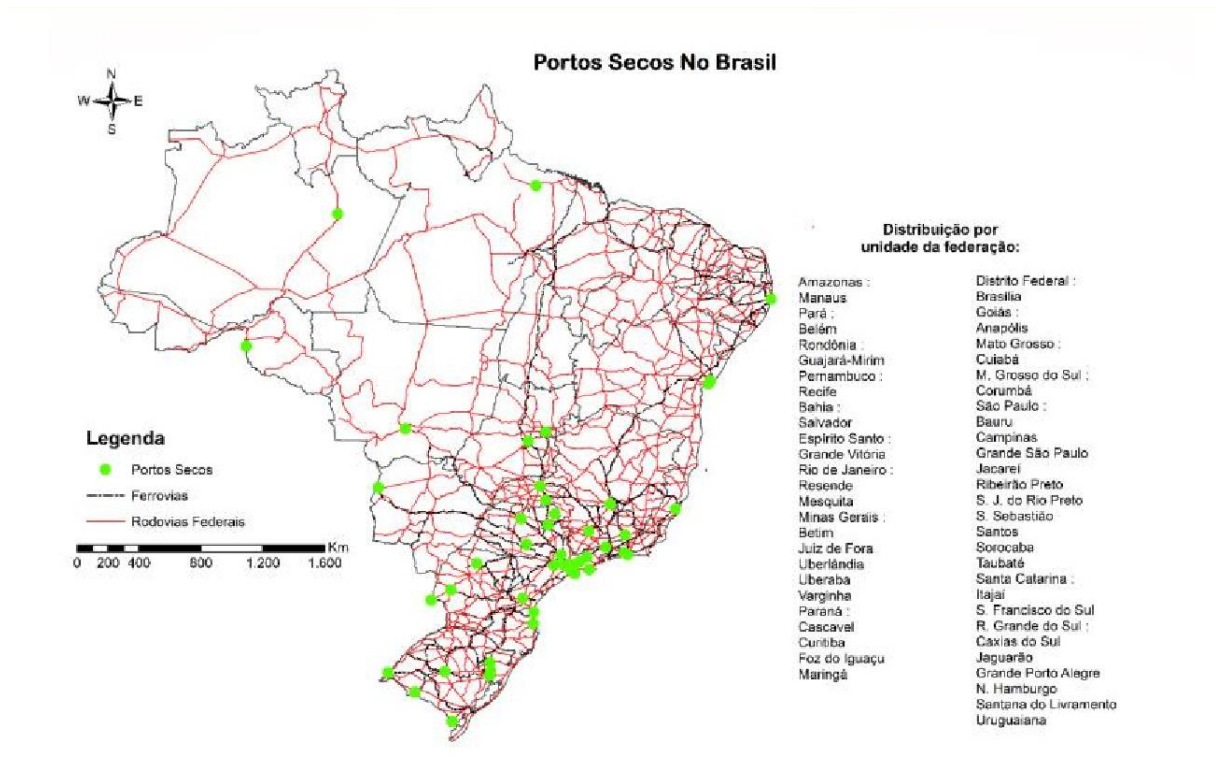 Portos Secos No Brasil
N
W E
S
Distribuição por
unidade da federação:
Amazonas :
Manaus
Pará :
Belém
Rondônia :
Guajará-Mirim
Pernambuco :
Recife
Bahia :
Salvador
Espírito Santo :
Grande Vitória
Rio de Janeiro :
Resende
Mesquita
Minas Gerais :
Betim
Juiz de Fora
Uberlândia
Uberaba
Varginha
Paraná :
Cascavel
Curitiba
Foz do Iguaçu
Maringá
Distrito Federal :
Brasília
Goiás :
Anapólis
Mato Grosso :
Cuiabá
M. Grosso do Sul :
Corumbá
São Paulo :
Bauru
Campinas
Grande São Paulo
Jacareí
Ribeirão Preto
S. J. do Rio Preto
S. Sebastião
Santos
Sorocaba
Taubaté
Santa Catarina :
Itajaí
S. Francisco do Sul
R. Grande do Sul :
Caxias do Sul
Jaguarão
Grande Porto Alegre
N. Hamburgo
Santana do Livramento
Uruguaiana
Legenda
Portos Secos
Ferrovias
Rodovias Federais
Km
0 200 400 800 1.200 1.600